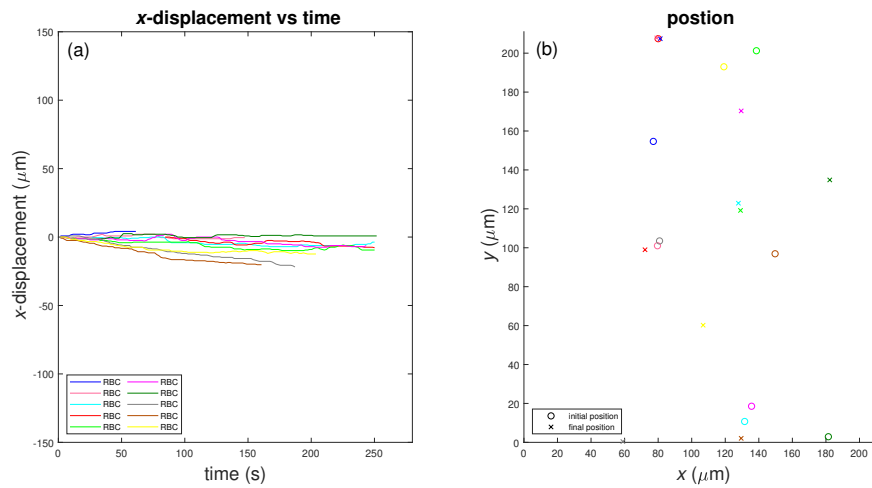 x-displacement vs time
(a)
x-displacement (μm)
150
100
50
0
-50
-100
-150
0
50
100
150
200
250
time (s)
RBC
RBC
RBC
RBC
RBC
RBC
RBC
RBC
RBC
RBC
postion
(b)
y (μm)
200
180
160
140
120
100
80
60
40
20
0
0
20
40
60
80
100
120
140
160
180
200
x (μm)
initial position
final position